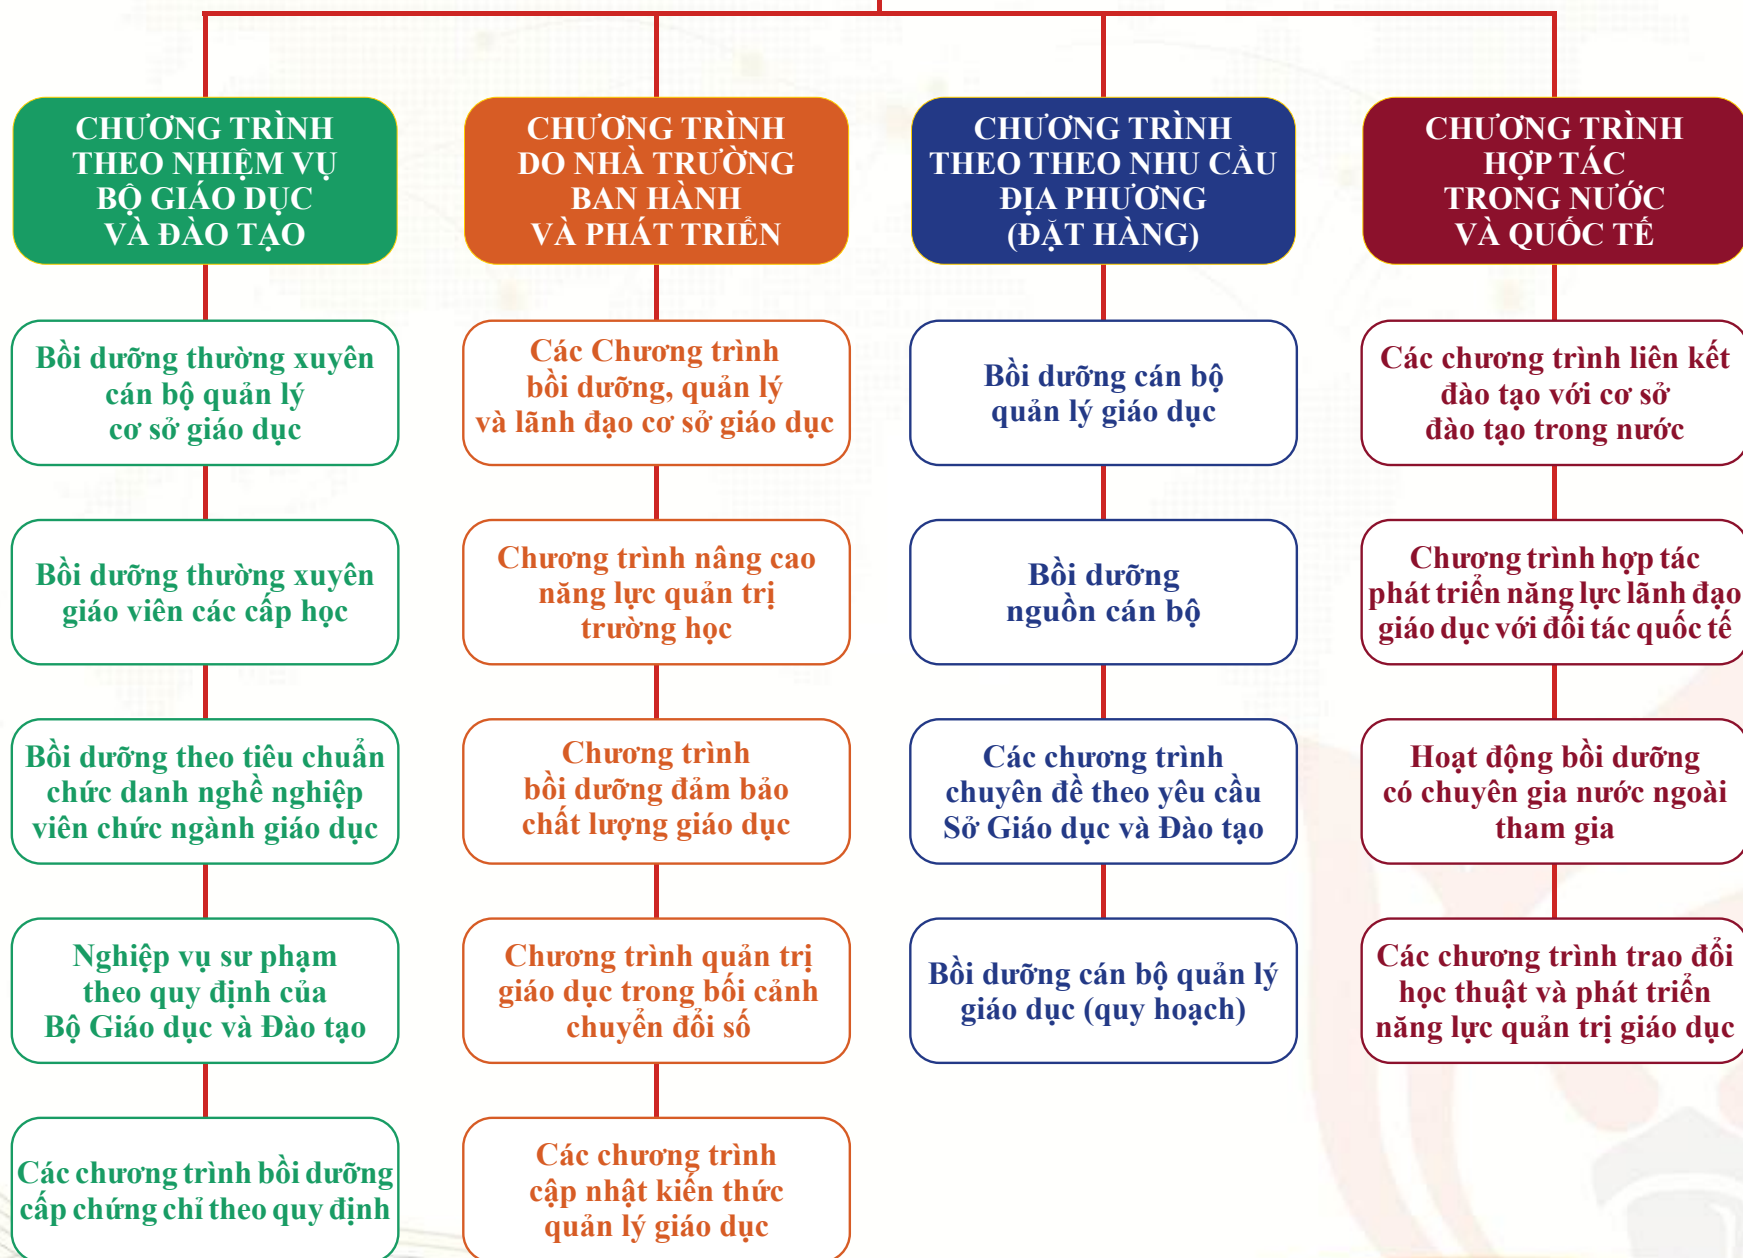 CHƯƠNG TRÌNH
THEO NHIỆM VỤ
BỘ GIÁO DỤC
VÀ ĐÀO TẠO
Bồi dưỡng thường xuyên
cán bộ quản lý
cơ sở giáo dục
Bồi dưỡng thường xuyên
giáo viên các cấp học
Bồi dưỡng theo tiêu chuẩn
chức danh nghề nghiệp
viên chức ngành giáo dục
Nghiệp vụ sư phạm
theo quy định của
Bộ Giáo dục và Đào tạo
Các chương trình bồi dưỡng
cấp chứng chỉ theo quy định
CHƯƠNG TRÌNH
DO NHÀ TRƯỜNG
BAN HÀNH
VÀ PHÁT TRIỂN
Các Chương trình
bồi dưỡng, quản lý
và lãnh đạo cơ sở giáo dục
Chương trình nâng cao
năng lực quản trị
trường học
Chương trình
bồi dưỡng đảm bảo
chất lượng giáo dục
Chương trình quản trị
giáo dục trong bối cảnh
chuyển đổi số
Các chương trình
cập nhật kiến thức
quản lý giáo dục
CHƯƠNG TRÌNH
THEO THEO NHU CẦU
ĐỊA PHƯƠNG
(ĐẶT HÀNG)
Bồi dưỡng cán bộ
quản lý giáo dục
Bồi dưỡng
nguồn cán bộ
Các chương trình
chuyên đề theo yêu cầu
Sở Giáo dục và Đào tạo
Bồi dưỡng cán bộ quản lý
giáo dục (quy hoạch)
CHƯƠNG TRÌNH
HỢP TÁC
TRONG NƯỚC
VÀ QUỐC TẾ
Các chương trình liên kết
đào tạo với cơ sở
đào tạo trong nước
Chương trình hợp tác
phát triển năng lực lãnh đạo
giáo dục với đối tác quốc tế
Hoạt động bồi dưỡng
có chuyên gia nước ngoài
tham gia
Các chương trình trao đổi
học thuật và phát triển
năng lực quản trị giáo dục